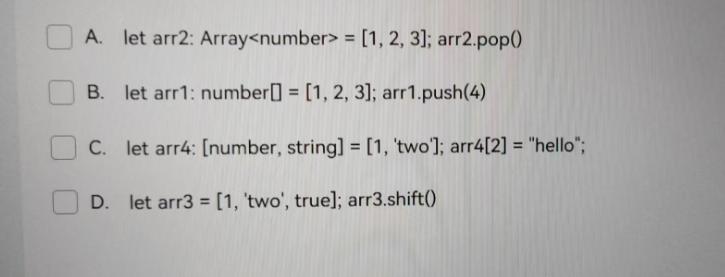 A. let arr2: Array<number> = [1, 2, 3]; arr2.pop()
B. let arr1: number[] = [1, 2, 3]; arr1.push(4)
C. let arr4: [number, string] = [1, 'two']; arr4[2] = "hello";
D. let arr3 = [1, 'two', true]; arr3.shift()